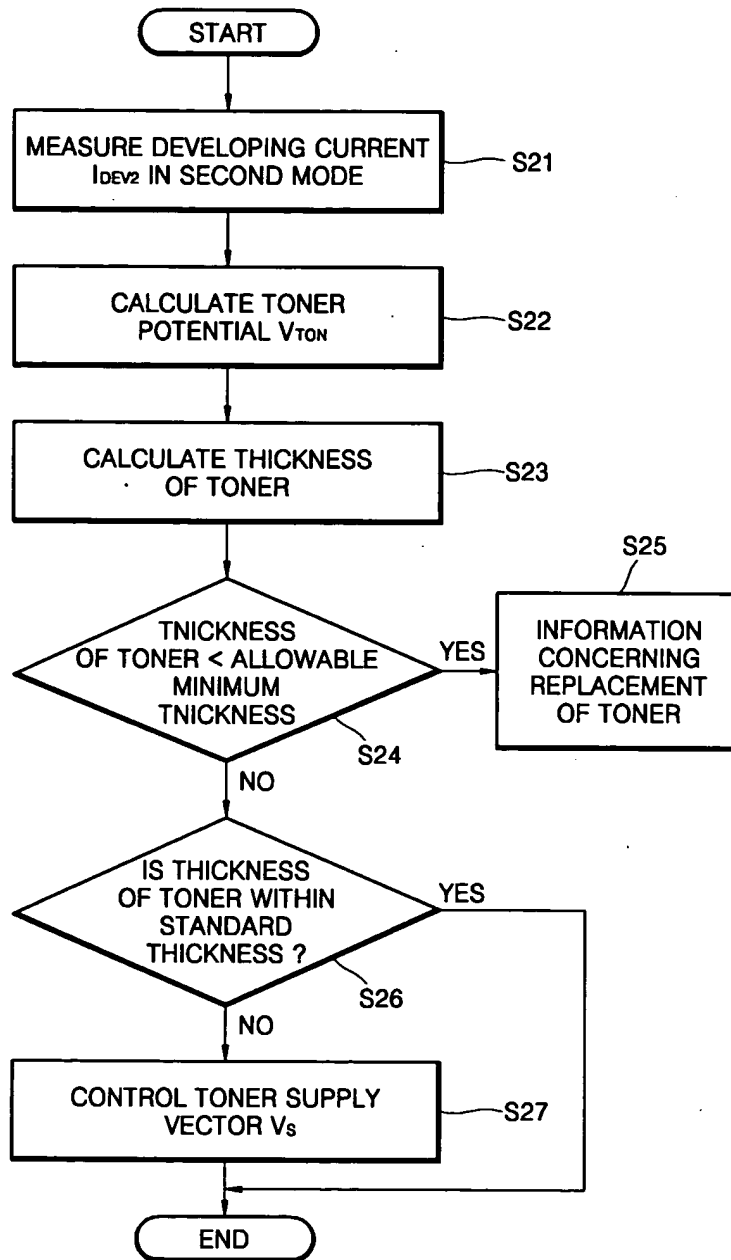 START
MEASURE DEVELOPING CURRENT
IDEV2 IN SECOND MODE
S21
CALCULATE TONER
POTENTIAL VTON
S22
CALCULATE THICKNESS
OF TONER
S23
TNICKNESS
OF TONER < ALLOWABLE
MINIMUM
TNICKNESS
YES
S24
NO
S25
INFORMATION
CONCERNING
REPLACEMENT
OF TONER
IS THICKNESS
OF TONER WITHIN
STANDARD
THICKNESS ?
YES
S26
NO
CONTROL TONER SUPPLY
VECTOR VS
S27
END